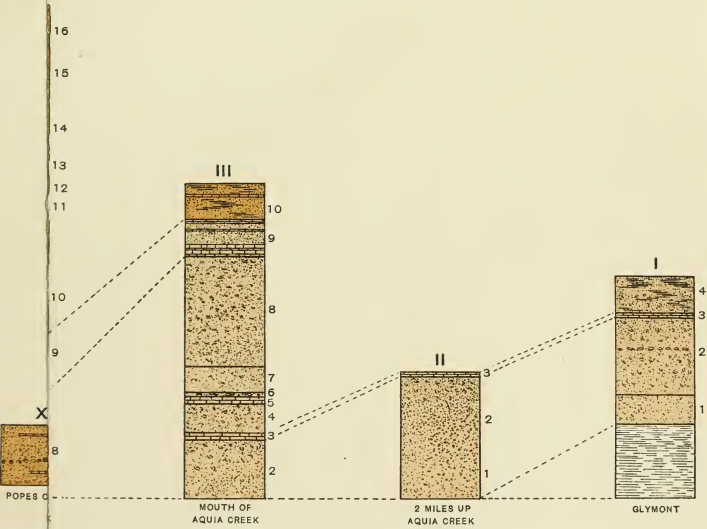 16
15
14
13
12
11
10
9
8
X
POPES C
III
10
9
8
7
6
5
4
3
2
MOUTH OF
AQUIA CREEK
II
3
2
1
2 MILES UP
AQUIA CREEK
I
4
3
2
1
GLYMONT